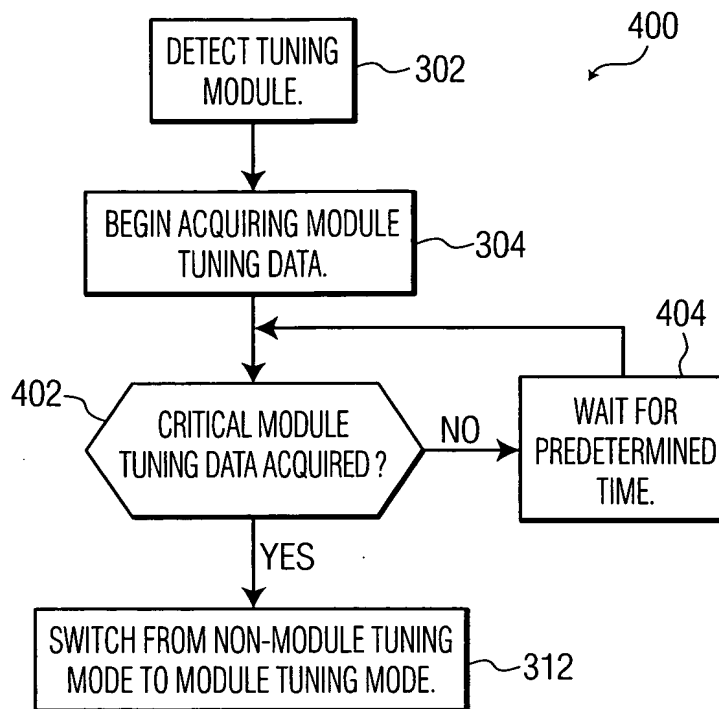 400
DETECT TUNING
MODULE.
302
BEGIN ACQUIRING MODULE
TUNING DATA.
304
404
402
CRITICAL MODULE
TUNING DATA ACQUIRED ?
NO
WAIT FOR
PREDETERMINED
TIME.
YES
SWITCH FROM NON-MODULE TUNING
MODE TO MODULE TUNING MODE.
312